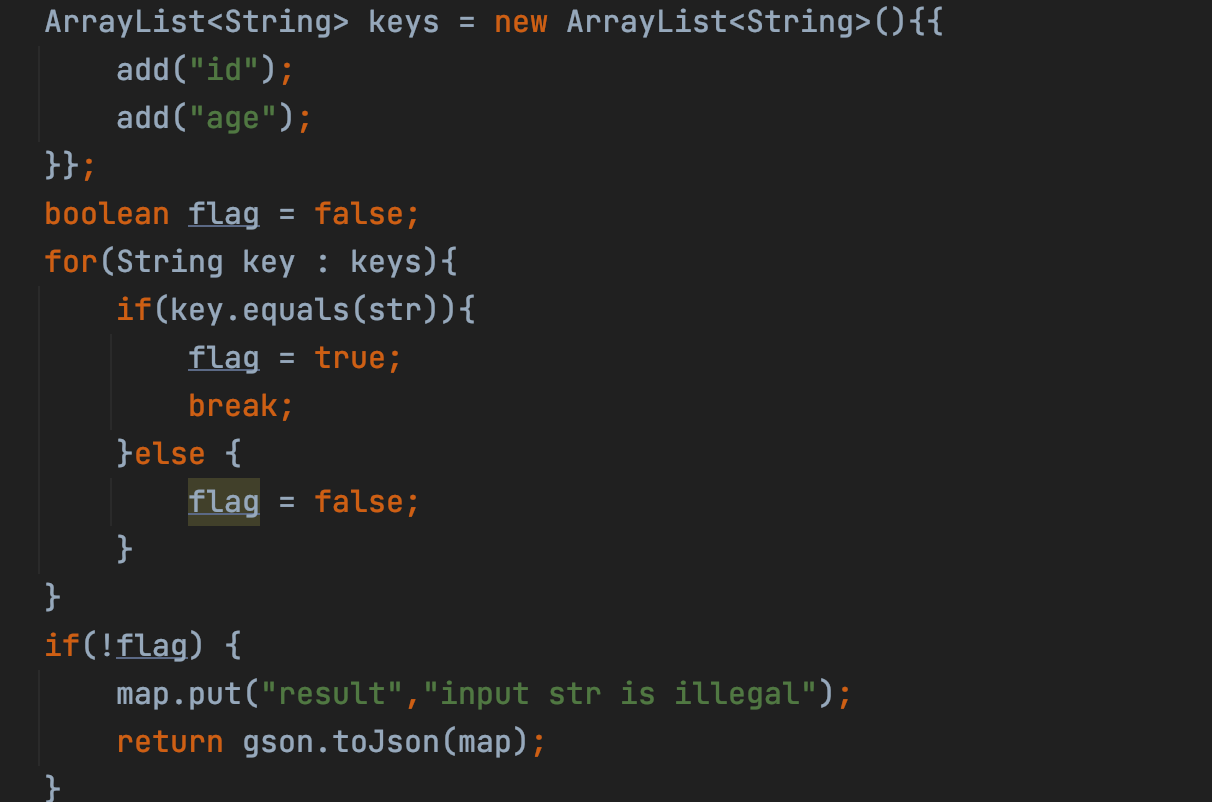 ArrayList<String> keys = new ArrayList<String>(){{
    add("id");
    add("age");
}};
boolean flag = false;
for(String key : keys){
    if(key.equals(str)){
        flag = true;
        break;
    }else {
        flag = false;
    }
}
if(!flag) {
    map.put("result","input str is illegal");
    return gson.toJson(map);
}